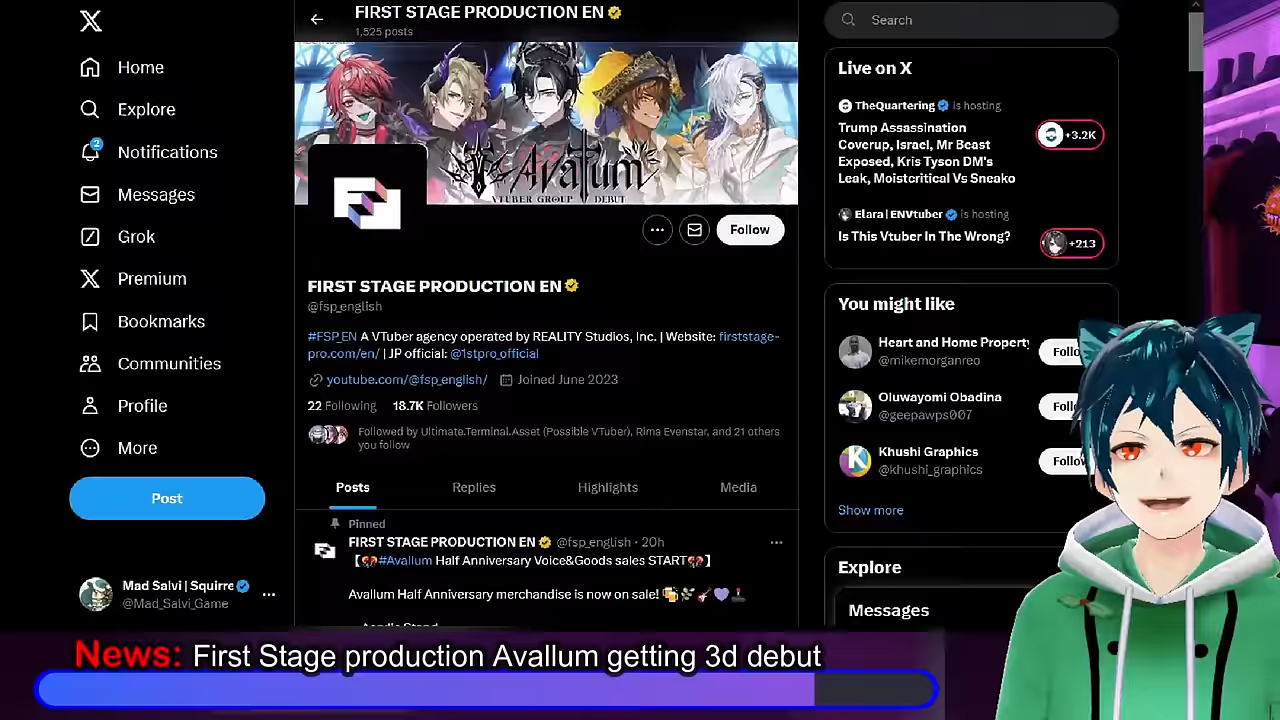 FIRST STAGE PRODUCTION EN
1,525 posts
Avallum
VTUBER GROUP DEBUT
Follow
FIRST STAGE PRODUCTION EN
@fsp_english
#FSP_EN A VTuber agency operated by REALITY Studios, Inc. | Website: firststage-
pro.com/en/ | JP official: @1stpro_official
youtube.com/@fsp_english/ Joined June 2023
22 Following 18.7K Followers
Followed by Ultimate.Terminal.Asset (Possible VTuber), Rima Evenstar, and 21 others
you follow
Posts Replies Highlights Media
Pinned
FIRST STAGE PRODUCTION EN @fsp_english · 20h
【#Avallum Half Anniversary Voice&Goods sales START】
Avallum Half Anniversary merchandise is now on sale!
Home
Explore
2
Notifications
Messages
Grok
Premium
Bookmarks
Communities
Profile
More
Post
Mad Salvi | Squirre
@Mad_Salvi_Game
Search
Live on X
TheQuartering is hosting
Trump Assassination
Coverup, Israel, Mr Beast
Exposed, Kris Tyson DM's
Leak, Moistcritical Vs Sneako
+3.2K
Elara | ENVtuber is hosting
Is This Vtuber In The Wrong?
+213
You might like
Heart and Home Property
@mikemorganreo
Follo
Oluwayomi Obadina
@geepawps007
Foll
Khushi Graphics
@khushi_graphics
Follow
Show more
Explore
Messages
News: First Stage production Avallum getting 3d debut